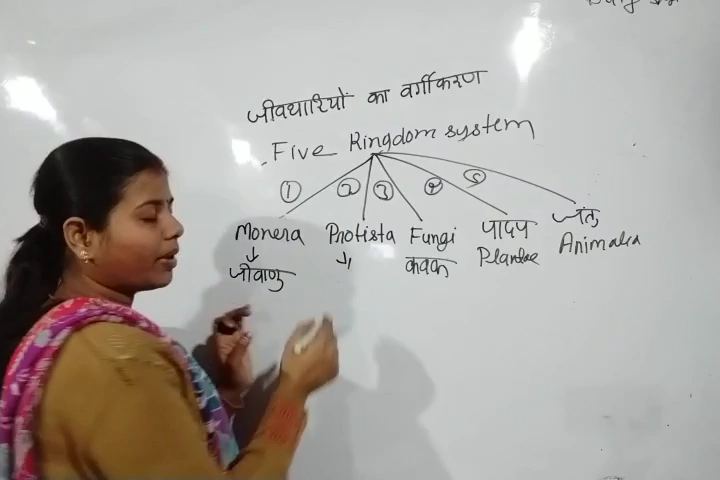 जीवधारियों का वर्गीकरण
Five Kingdom system
① ② ③ ④ ⑤
Monera Protista Fungi पादप जंतु
जीवाणु कवक Plantae Animalia